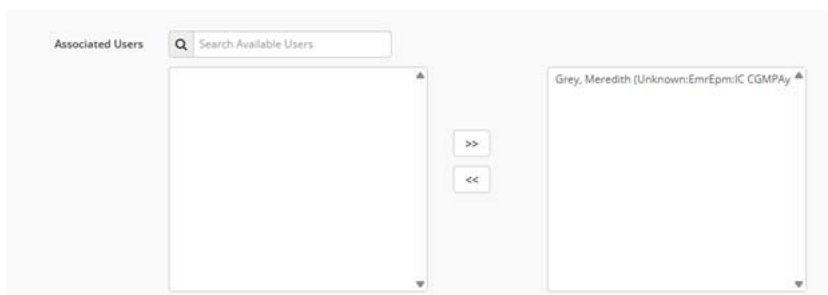 Associated Users
Search Available Users
Grey, Meredith (Unknown:EmrEpm:IC CGMPAy
>>
<<